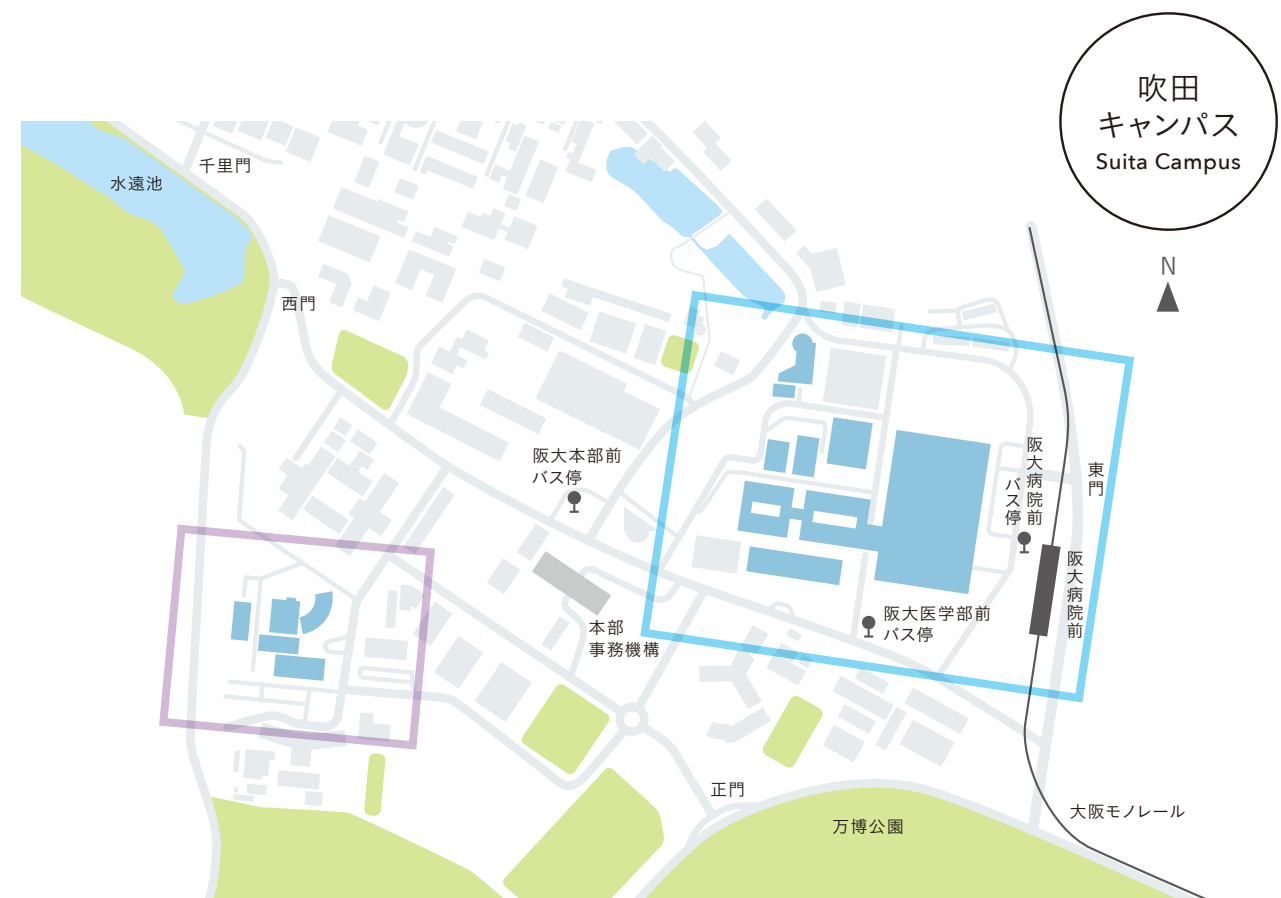 吹田
キャンパス
Suita Campus
N
千里門
水遠池
西門
阪大本部前
バス停
阪大病院前
バス停
東門
阪大病院前
阪大医学部前
バス停
本部
事務機構
正門
万博公園
大阪モノレール